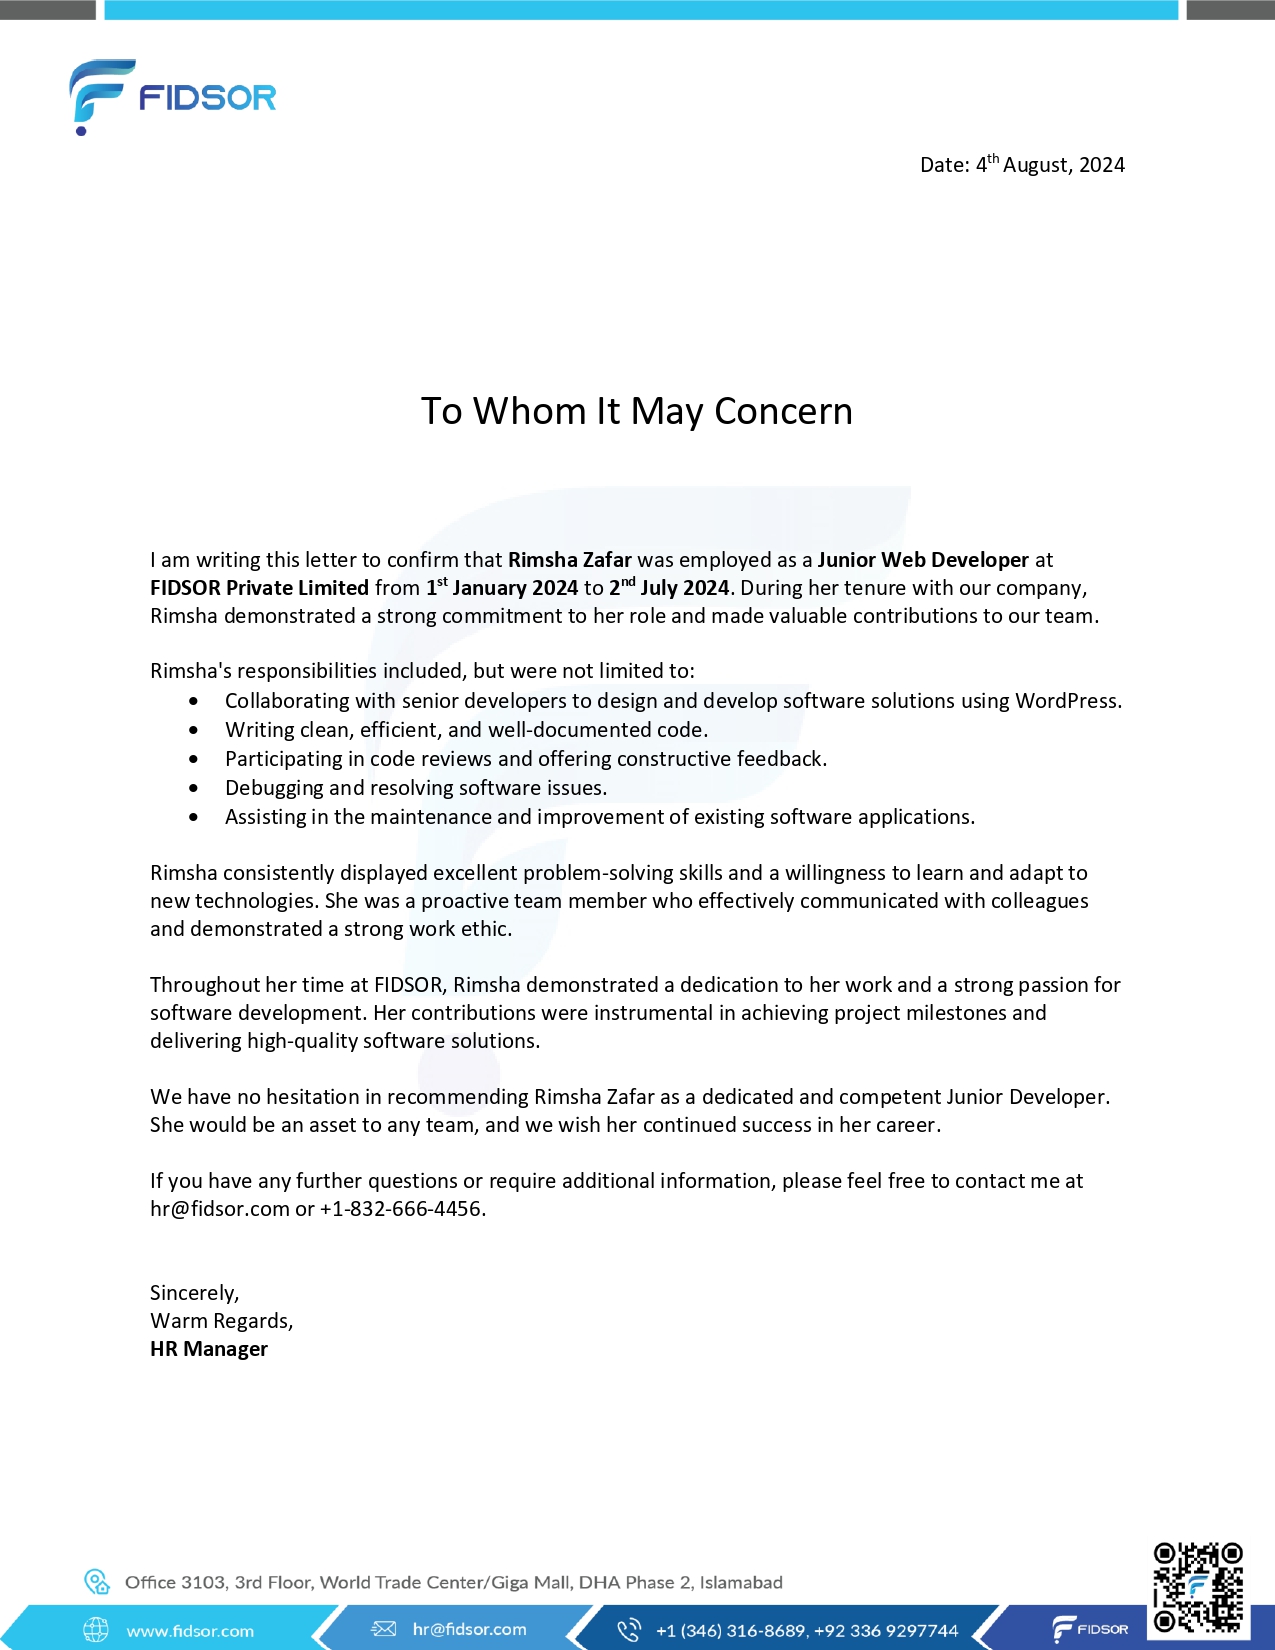 FIDSOR
Date: 4th August, 2024
To Whom It May Concern
I am writing this letter to confirm that Rimsha Zafar was employed as a Junior Web Developer at
FIDSOR Private Limited from 1st January 2024 to 2nd July 2024. During her tenure with our company,
Rimsha demonstrated a strong commitment to her role and made valuable contributions to our team.
Rimsha's responsibilities included, but were not limited to:
• Collaborating with senior developers to design and develop software solutions using WordPress.
• Writing clean, efficient, and well-documented code.
• Participating in code reviews and offering constructive feedback.
• Debugging and resolving software issues.
• Assisting in the maintenance and improvement of existing software applications.
Rimsha consistently displayed excellent problem-solving skills and a willingness to learn and adapt to
new technologies. She was a proactive team member who effectively communicated with colleagues
and demonstrated a strong work ethic.
Throughout her time at FIDSOR, Rimsha demonstrated a dedication to her work and a strong passion for
software development. Her contributions were instrumental in achieving project milestones and
delivering high-quality software solutions.
We have no hesitation in recommending Rimsha Zafar as a dedicated and competent Junior Developer.
She would be an asset to any team, and we wish her continued success in her career.
If you have any further questions or require additional information, please feel free to contact me at
hr@fidsor.com or +1-832-666-4456.
Sincerely,
Warm Regards,
HR Manager
Office 3103, 3rd Floor, World Trade Center/Giga Mall, DHA Phase 2, Islamabad
www.fidsor.com hr@fidsor.com +1 (346) 316-8689, +92 336 9297744 FIDSOR